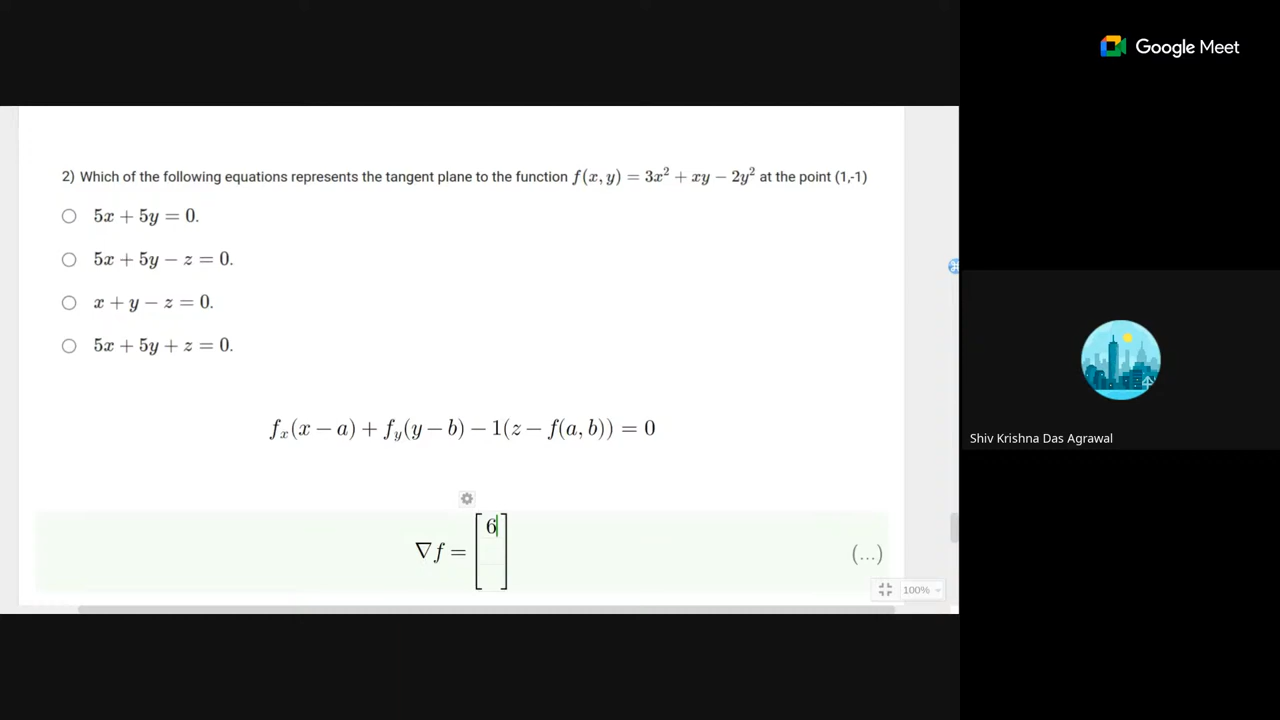 Google Meet
2) Which of the following equations represents the tangent plane to the function f(x, y) = 3x² + xy − 2y² at the point (1,-1)
5x + 5y = 0.
5x + 5y − z = 0.
x + y − z = 0.
5x + 5y + z = 0.
fₓ(x − a) + f_y(y − b) − 1(z − f(a, b)) = 0
∇f = [6]
(...)
100%
Shiv Krishna Das Agrawal